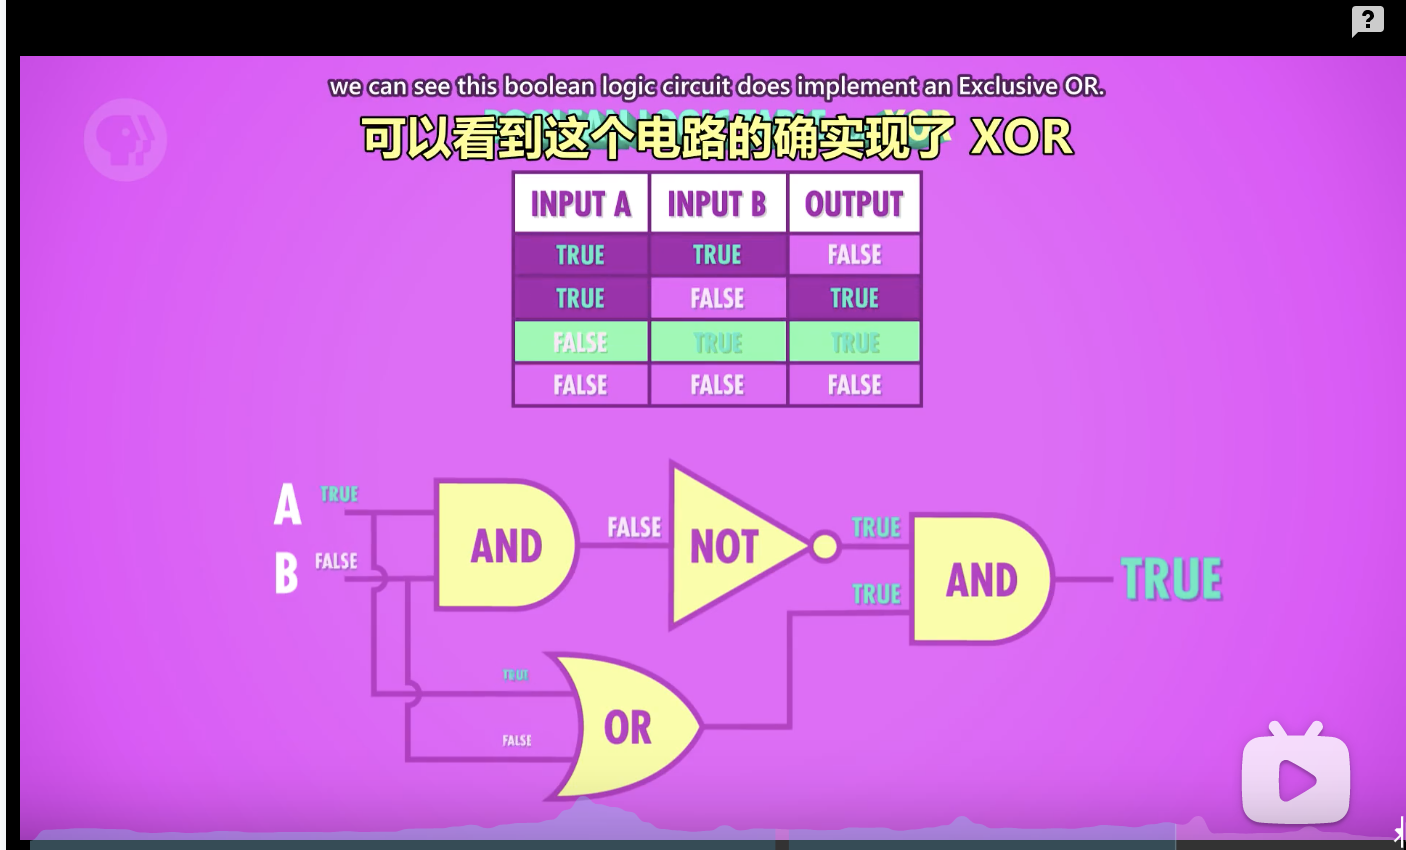 ?
we can see this boolean logic circuit does implement an Exclusive OR.
可以看到这个电路的确实现了 XOR
XOR
INPUT A INPUT B OUTPUT
TRUE TRUE FALSE
TRUE FALSE TRUE
FALSE TRUE TRUE
FALSE FALSE FALSE
A TRUE
B FALSE
AND
FALSE
NOT
TRUE
TRUE
AND
TRUE
FALSE
OR